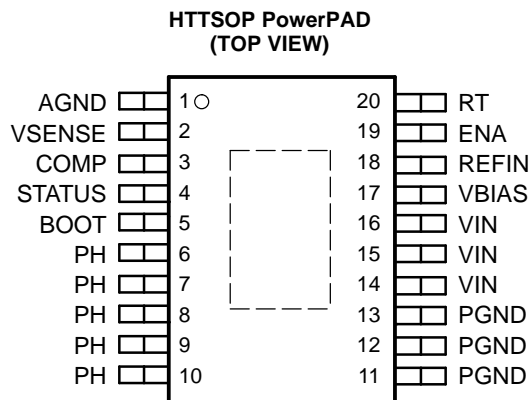 HTTSOP PowerPAD
(TOP VIEW)
AGND 1 20 RT
VSENSE 2 19 ENA
COMP 3 18 REFIN
STATUS 4 17 VBIAS
BOOT 5 16 VIN
PH 6 15 VIN
PH 7 14 VIN
PH 8 13 PGND
PH 9 12 PGND
PH 10 11 PGND